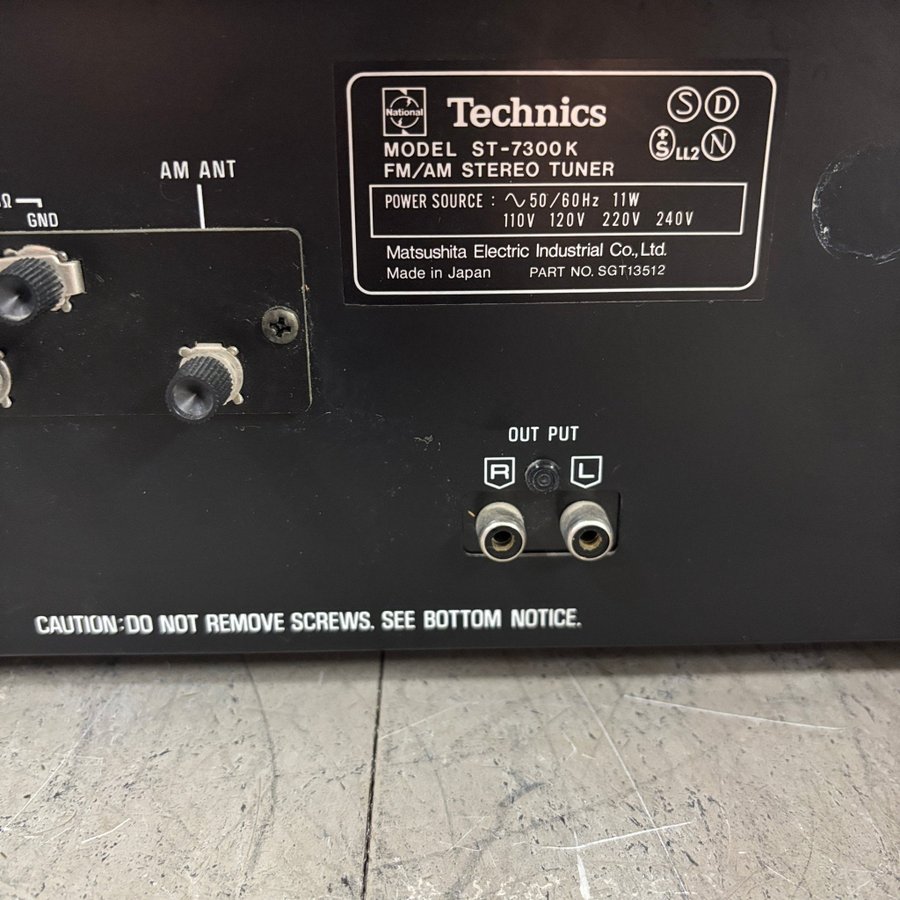 National
Technics
S D
+S LL2 N
MODEL ST-7300K
FM/AM STEREO TUNER
POWER SOURCE : ∿ 50/60Hz 11W
110V 120V 220V 240V
Matsushita Electric Industrial Co., Ltd.
Made in Japan PART NO. SGT13512
AM ANT
Ω
GND
OUT PUT
R L
CAUTION:DO NOT REMOVE SCREWS. SEE BOTTOM NOTICE.